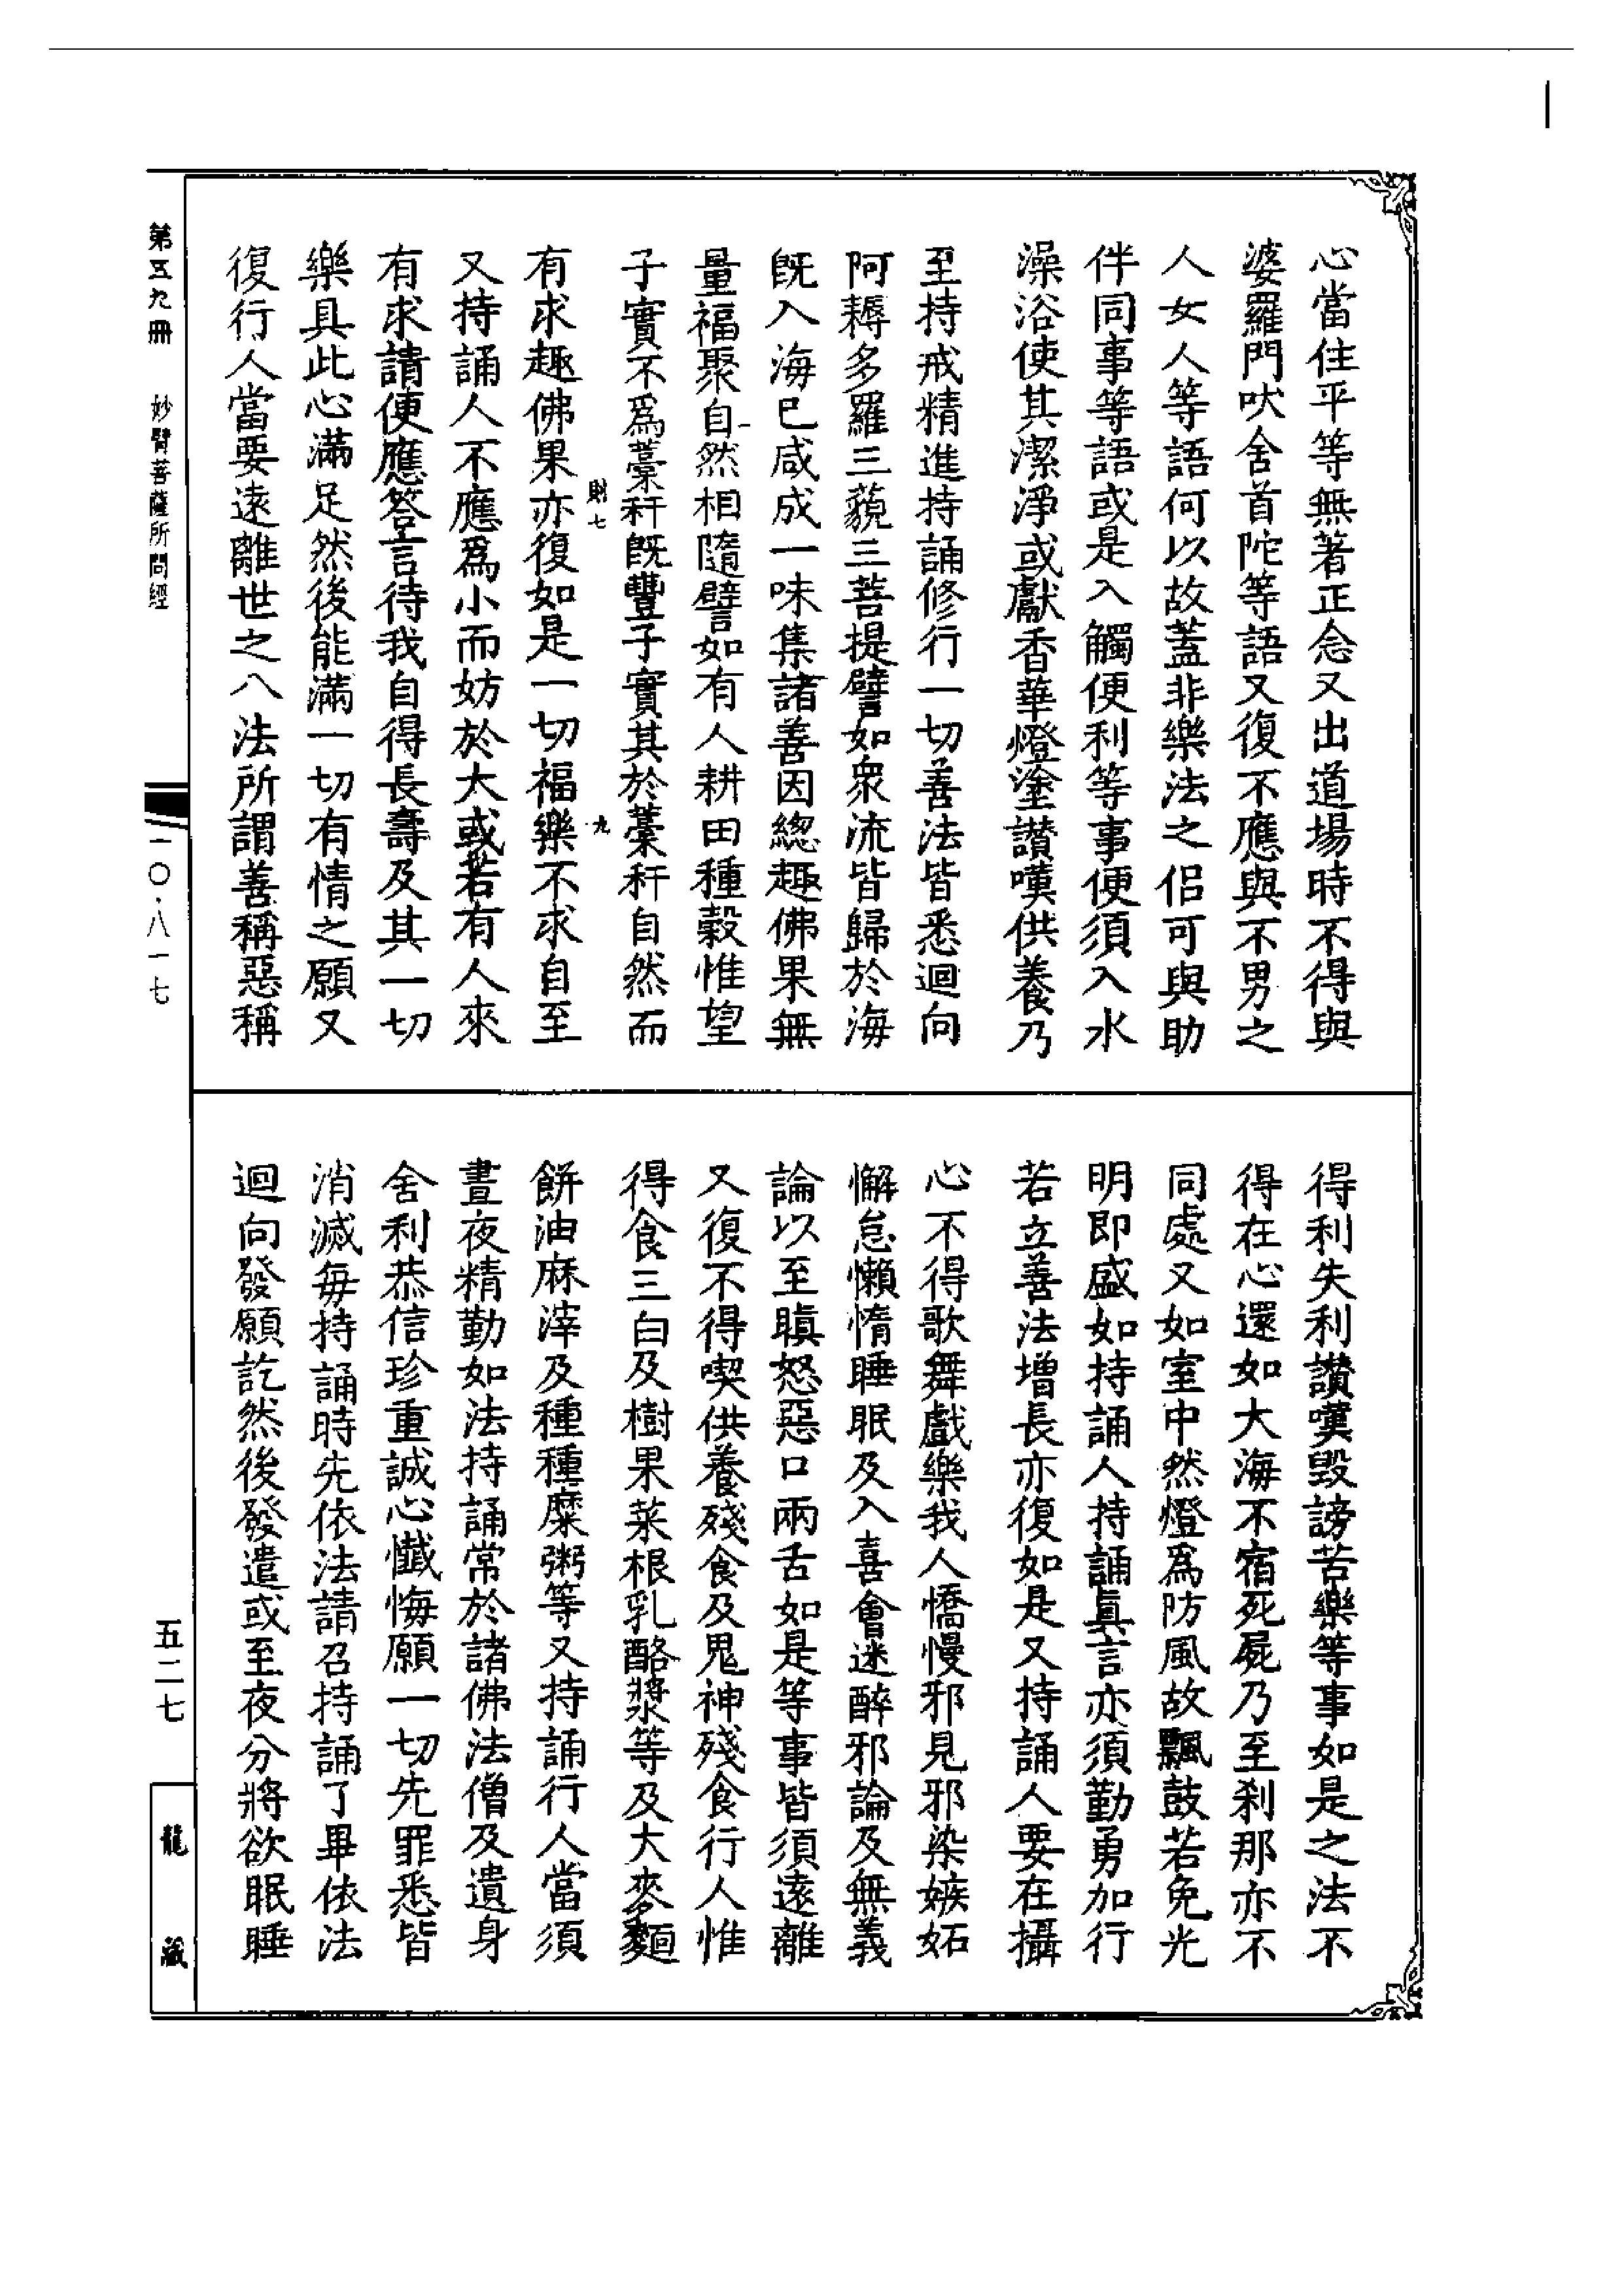 心當住平等無著正念又出道場時不得與
婆羅門吠舍首陀等語又復不應與不男之
人女人等語何以故蓋非樂法之侶可與助
伴同事等語或是入觸便利等事便須入水
澡浴使其潔淨或獻香華燈塗讚嘆供養乃
至持戒精進持誦修行一切善法皆悉迴向
阿耨多羅三藐三菩提譬如眾流皆歸於海
旣入海已咸成一味集諸善因總趣佛果無
量福聚自然相隨譬如有人耕田種穀惟望
子實不為藁秆旣豐子實其於藁秆自然而
財七
九
有求趣佛果亦復如是一切福樂不求自至
又持誦人不應為小而妨於大或若有人來
有求請便應答言待我自得長壽及其一切
樂具此心滿足然後能滿一切有情之願又
復行人當要遠離世之八法所謂善稱惡稱
得利失利讚嘆毀謗苦樂等事如是之法不
得在心還如大海不宿死屍乃至剎那亦不
同處又如室中然燈為防風故飄鼓若免光
明即盛如持誦人持誦真言亦須勤勇加行
若立善法增長亦復如是又持誦人要在攝
心不得歌舞戲樂我人憍慢邪見邪染嫉妬
懈怠懶惰睡眠及入喜會迷醉邪論及無義
論以至瞋怒惡口兩舌如是等事皆須遠離
又復不得喫供養殘食及鬼神殘食行人惟
得食三白及樹果菜根乳酪漿等及大麥麵
餅油麻滓及種種糜粥等又持誦行人當須
晝夜精勤如法持誦常於諸佛法僧及遺身
舍利恭信珍重誠心懺悔願一切先罪悉皆
消滅每持誦時先依法請召持誦了畢依法
迴向發願訖然後發遣或至夜分將欲眠睡
第五九冊　妙臂菩薩所問經
一〇·八一七
五二七
龍藏